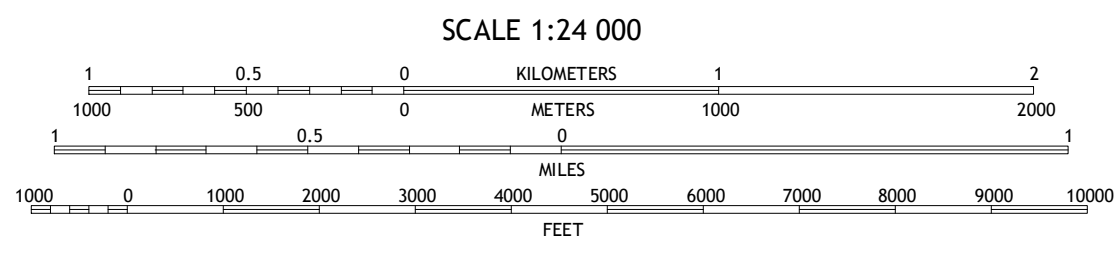 SCALE 1:24 000
1 0.5 0 KILOMETERS 1 2
1000 500 0 METERS 1000 2000
1 0.5 0 1
MILES
1000 0 1000 2000 3000 4000 5000 6000 7000 8000 9000 10000
FEET